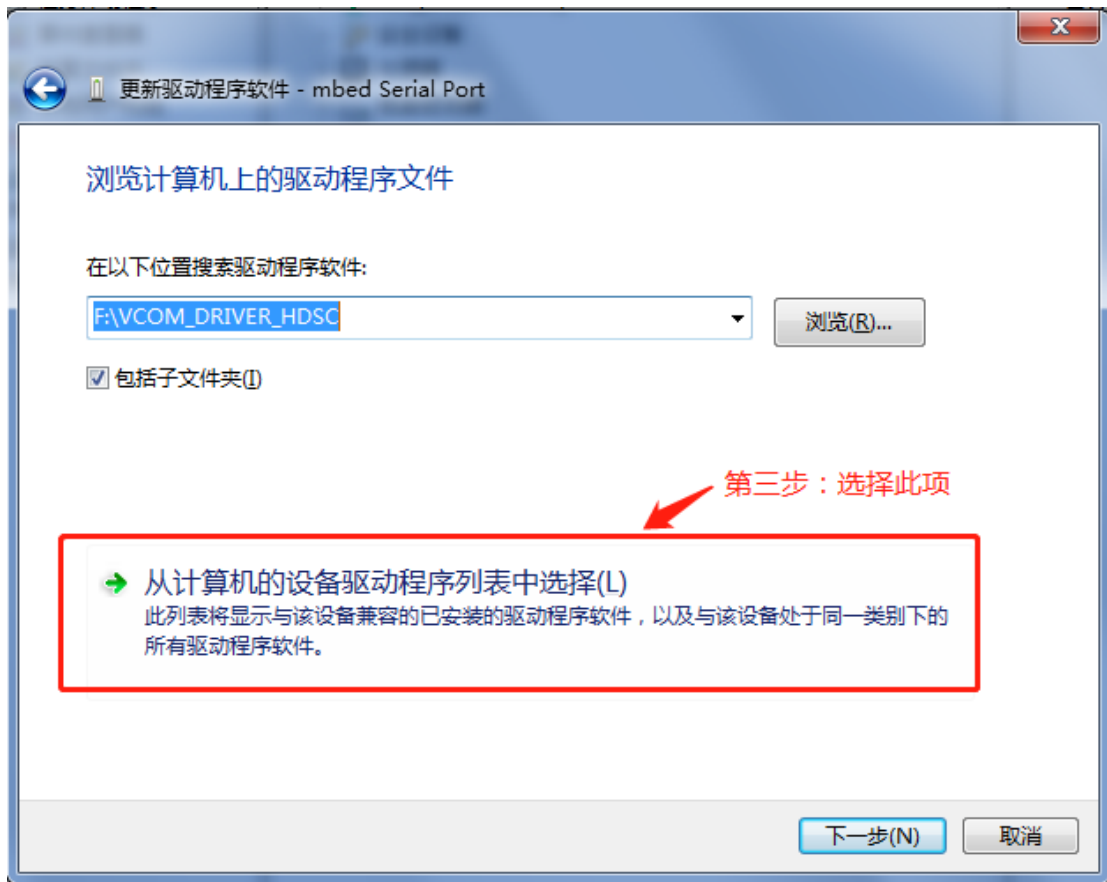 更新驱动程序软件 - mbed Serial Port
浏览计算机上的驱动程序文件
在以下位置搜索驱动程序软件:
F:\VCOM_DRIVER_HDSC
浏览(R)...
包括子文件夹(I)
第三步：选择此项
从计算机的设备驱动程序列表中选择(L)
此列表将显示与该设备兼容的已安装的驱动程序软件，以及与该设备处于同一类别下的
所有驱动程序软件。
下一步(N)
取消